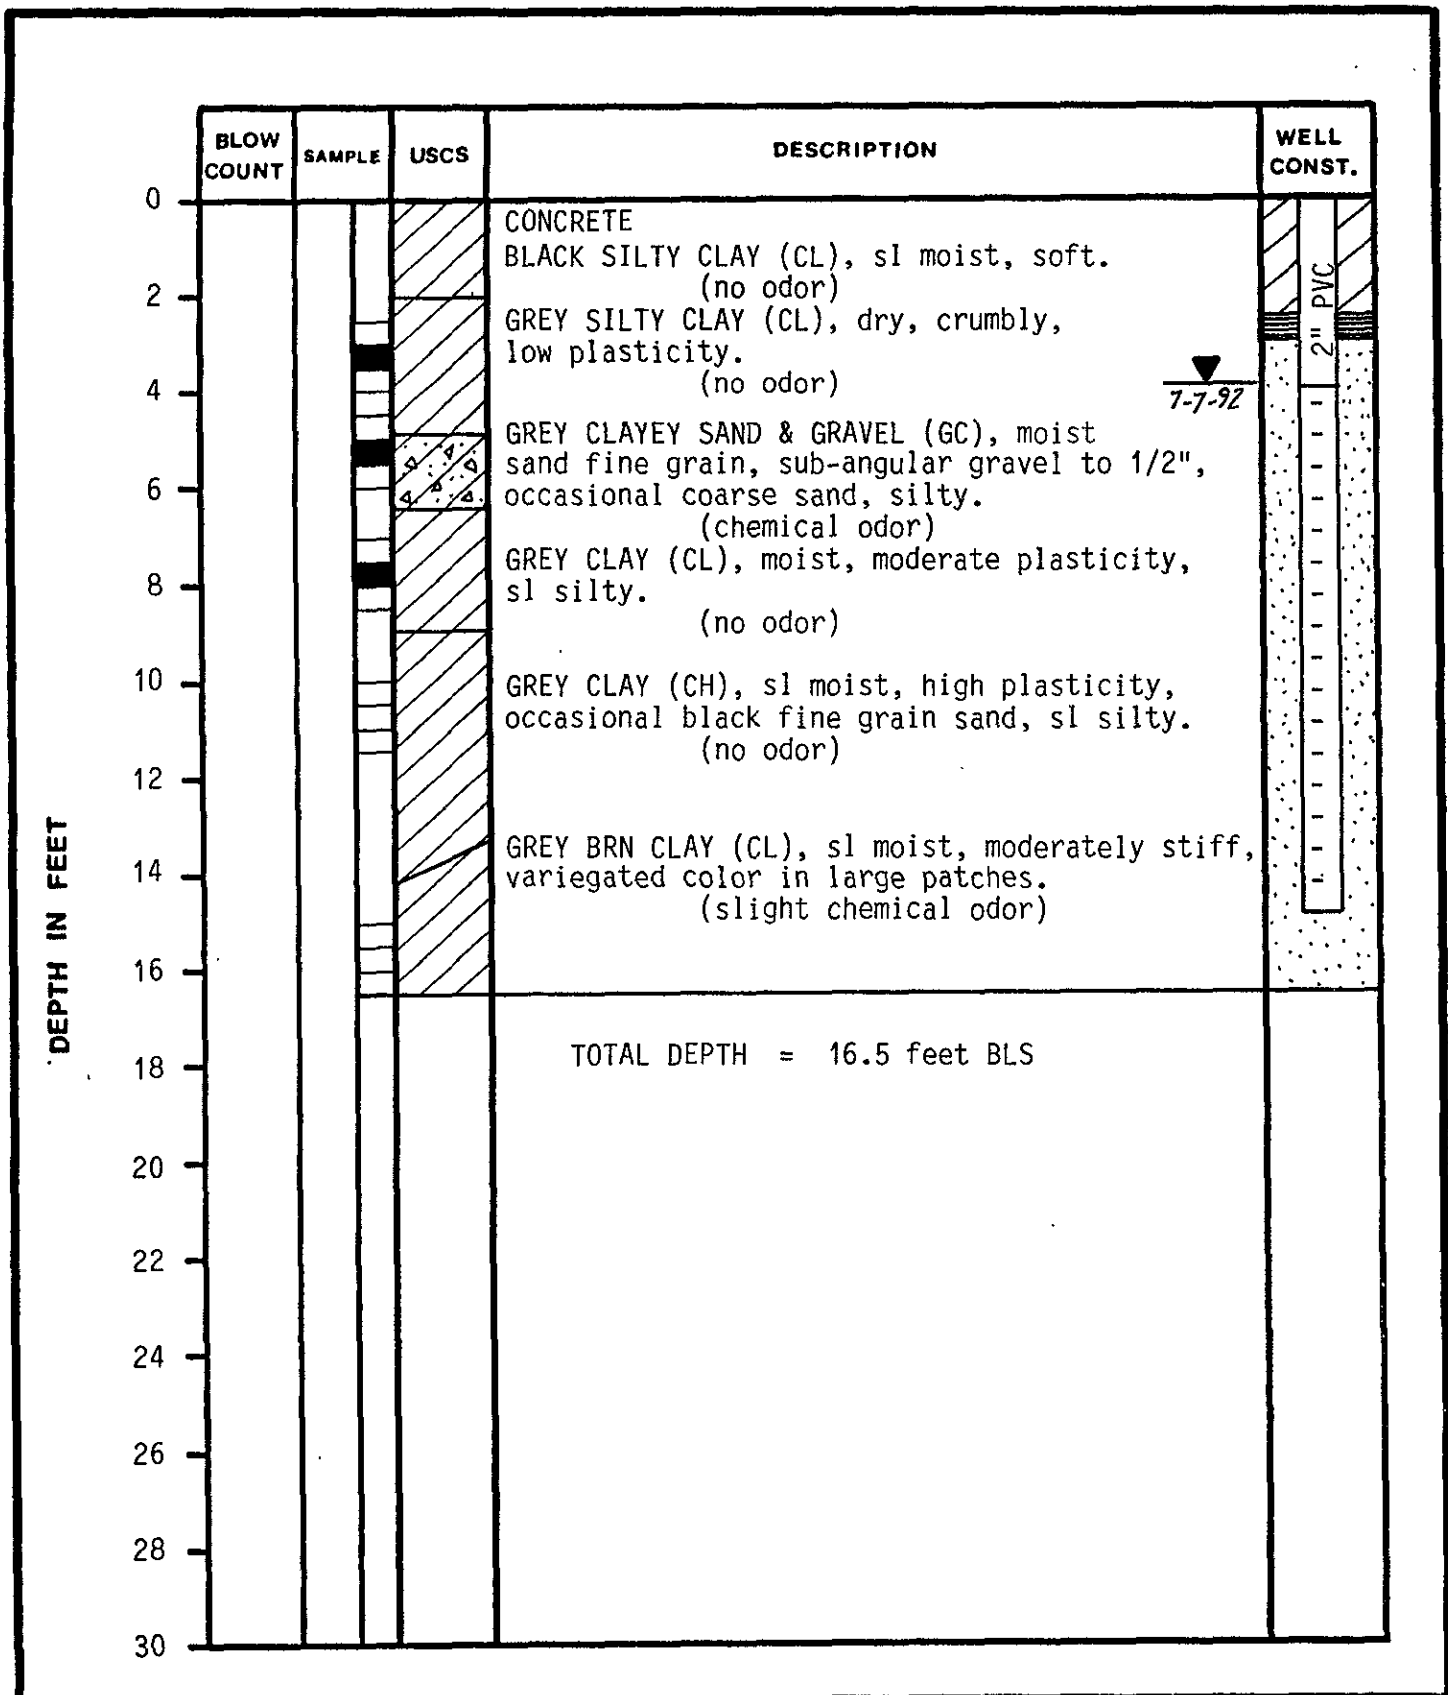 BLOW COUNT
SAMPLE
USCS
DESCRIPTION
WELL CONST.
0
CONCRETE
BLACK SILTY CLAY (CL), sl moist, soft.
(no odor)
2
GREY SILTY CLAY (CL), dry, crumbly,
low plasticity.
(no odor)
2" PVC
4
7-7-92
GREY CLAYEY SAND & GRAVEL (GC), moist
sand fine grain, sub-angular gravel to 1/2",
6
occasional coarse sand, silty.
(chemical odor)
GREY CLAY (CL), moist, moderate plasticity,
8
sl silty.
(no odor)
10
GREY CLAY (CH), sl moist, high plasticity,
occasional black fine grain sand, sl silty.
(no odor)
12
DEPTH IN FEET
GREY BRN CLAY (CL), sl moist, moderately stiff,
14
variegated color in large patches.
(slight chemical odor)
16
TOTAL DEPTH = 16.5 feet BLS
18
20
22
24
26
28
30